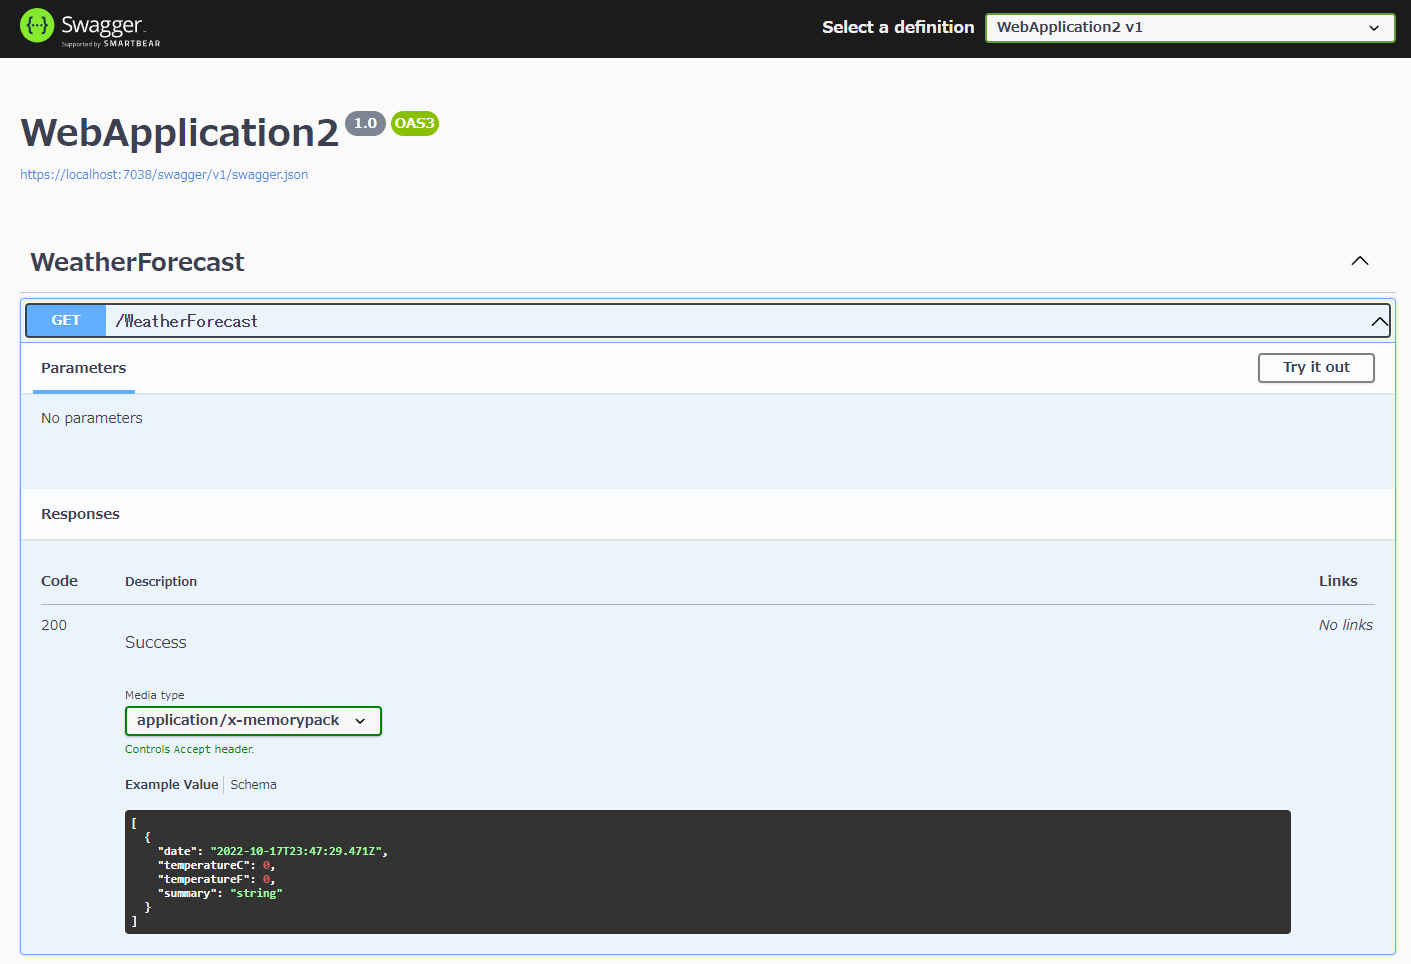 Swagger
Supported by SMARTBEAR
Select a definition
WebApplication2 v1
WebApplication2 1.0 OAS3
https://localhost:7038/swagger/v1/swagger.json
WeatherForecast
GET /WeatherForecast
Parameters
Try it out
No parameters
Responses
Code Description Links
200 Success No links
Media type
application/x-memorypack
Controls Accept header.
Example Value Schema
[
  {
    "date": "2022-10-17T23:47:29.471Z",
    "temperatureC": 0,
    "temperatureF": 0,
    "summary": "string"
  }
]